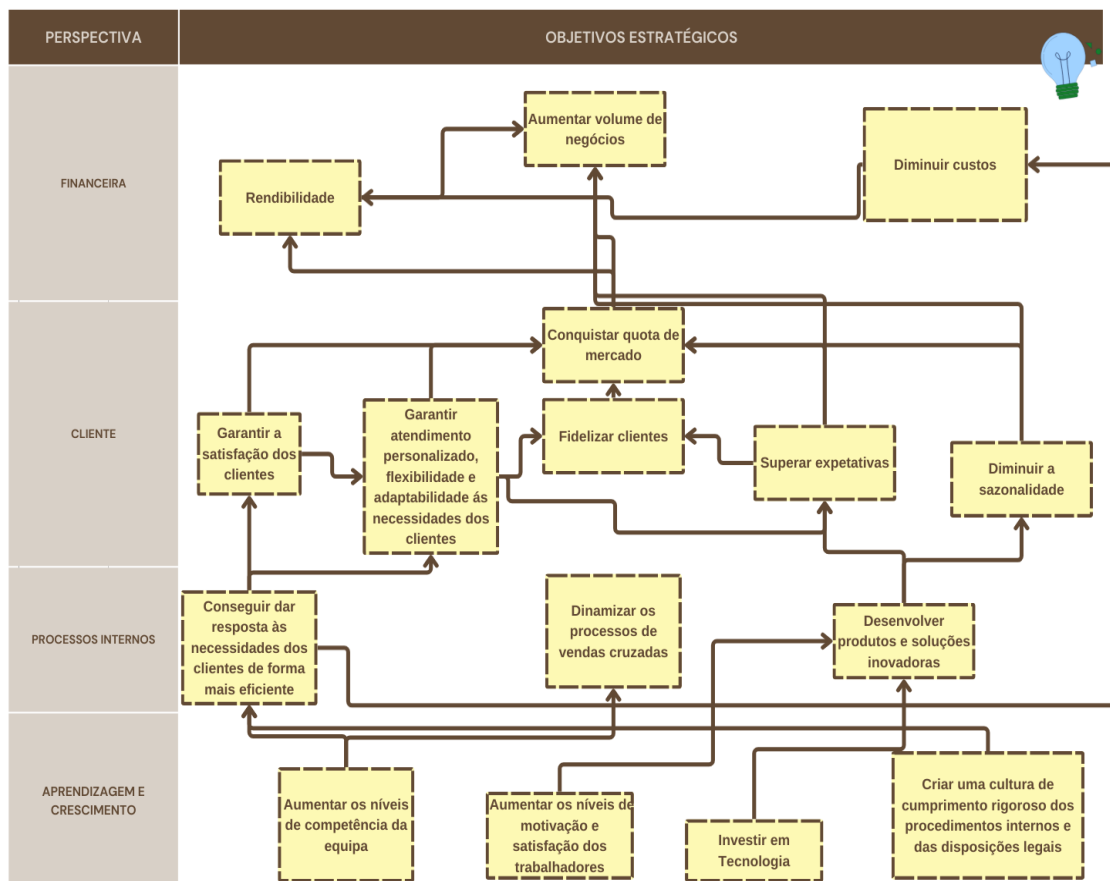 PERSPECTIVA
OBJETIVOS ESTRATÉGICOS
FINANCEIRA
Aumentar volume de
negócios
Diminuir custos
Rendibilidade
CLIENTE
Conquistar quota de
mercado
Garantir a
satisfação dos
clientes
Garantir
atendimento
personalizado,
flexibilidade e
adaptabilidade ás
necessidades dos
clientes
Fidelizar clientes
Superar expetativas
Diminuir a
sazonalidade
PROCESSOS INTERNOS
Conseguir dar
resposta às
necessidades dos
clientes de forma
mais eficiente
Dinamizar os
processos de
vendas cruzadas
Desenvolver
produtos e soluções
inovadoras
APRENDIZAGEM E
CRESCIMENTO
Aumentar os níveis
de competência da
equipa
Aumentar os níveis de
motivação e
satisfação dos
trabalhadores
Investir em
Tecnologia
Criar uma cultura de
cumprimento rigoroso dos
procedimentos internos e
das disposições legais